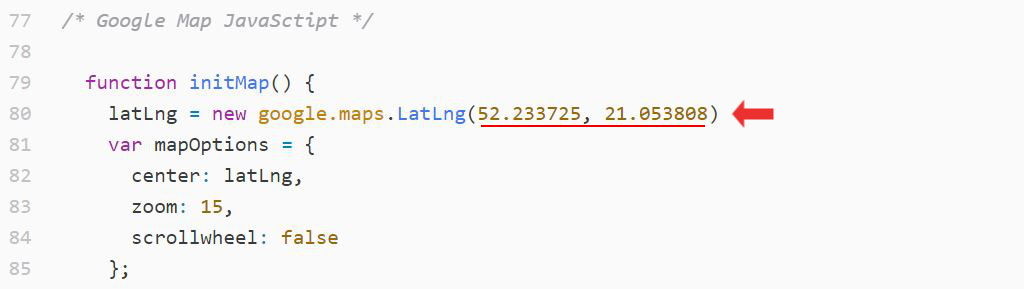 77 /* Google Map JavaSctipt */
78
79 function initMap() {
80 latLng = new google.maps.LatLng(52.233725, 21.053808)
81 var mapOptions = {
82 center: latLng,
83 zoom: 15,
84 scrollwheel: false
85 };